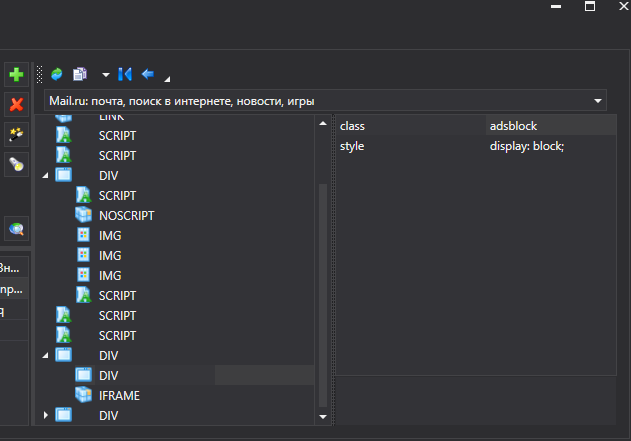 Mail.ru: почта, поиск в интернете, новости, игры
LINK
SCRIPT
SCRIPT
DIV
SCRIPT
NOSCRIPT
IMG
IMG
IMG
SCRIPT
SCRIPT
SCRIPT
DIV
DIV
IFRAME
DIV
class adsblock
style display: block;
Зн...
пр...